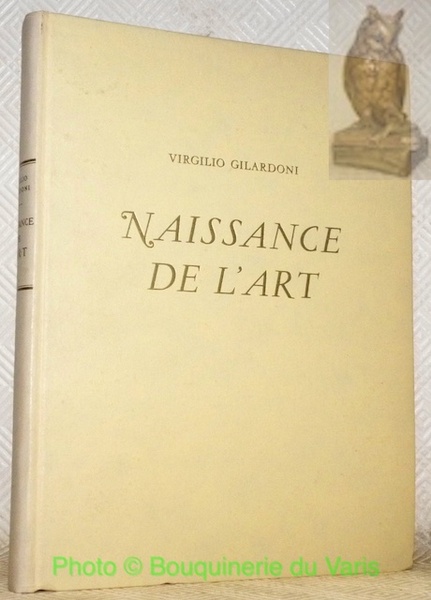 VIRGILIO GILARDONI
NAISSANCE
DE L'ART
Photo © Bouquinerie du Varis